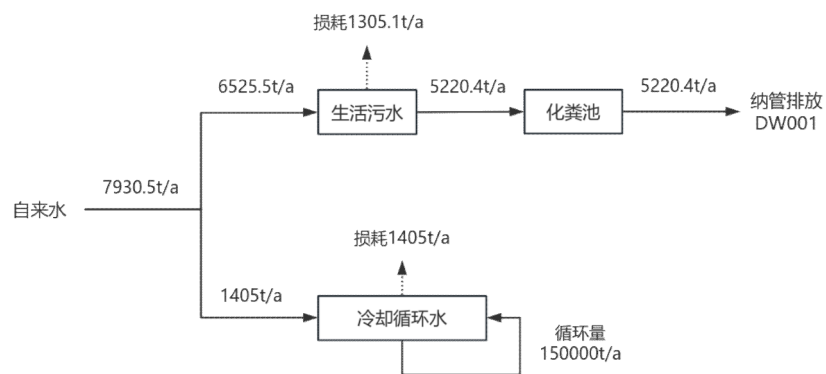 损耗1305.1t/a
6525.5t/a
5220.4t/a
5220.4t/a
生活污水
化粪池
纳管排放
DW001
7930.5t/a
自来水
损耗1405t/a
1405t/a
冷却循环水
循环量
150000t/a